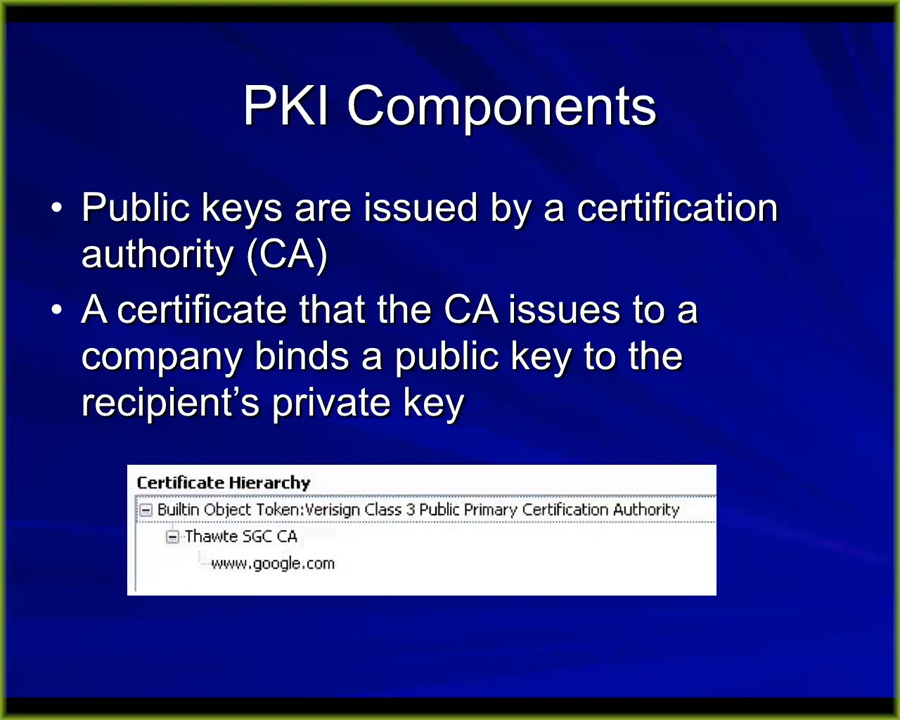 PKI Components
• Public keys are issued by a certification
authority (CA)
• A certificate that the CA issues to a
company binds a public key to the
recipient's private key
Certificate Hierarchy
Builtin Object Token:Verisign Class 3 Public Primary Certification Authority
Thawte SGC CA
www.google.com